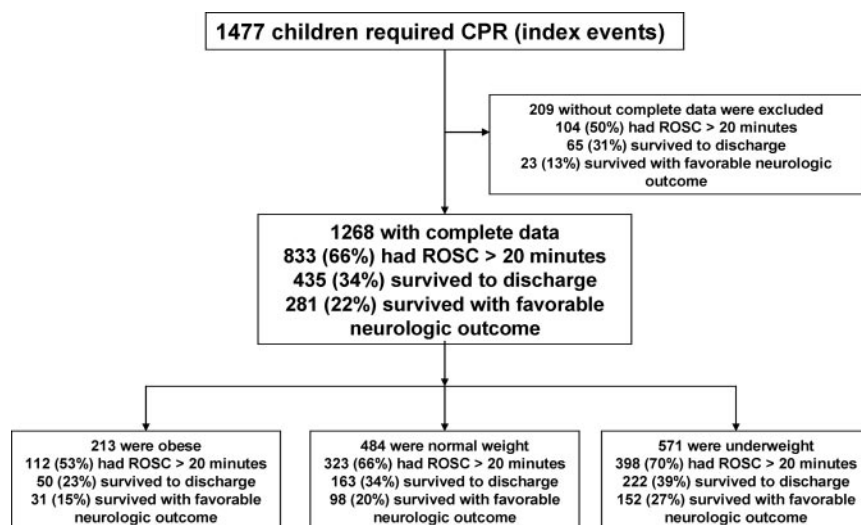 1477 children required CPR (index events)
209 without complete data were excluded
104 (50%) had ROSC > 20 minutes
65 (31%) survived to discharge
23 (13%) survived with favorable neurologic
outcome
1268 with complete data
833 (66%) had ROSC > 20 minutes
435 (34%) survived to discharge
281 (22%) survived with favorable
neurologic outcome
213 were obese
112 (53%) had ROSC > 20 minutes
50 (23%) survived to discharge
31 (15%) survived with favorable
neurologic outcome
484 were normal weight
323 (66%) had ROSC > 20 minutes
163 (34%) survived to discharge
98 (20%) survived with favorable
neurologic outcome
571 were underweight
398 (70%) had ROSC > 20 minutes
222 (39%) survived to discharge
152 (27%) survived with favorable
neurologic outcome